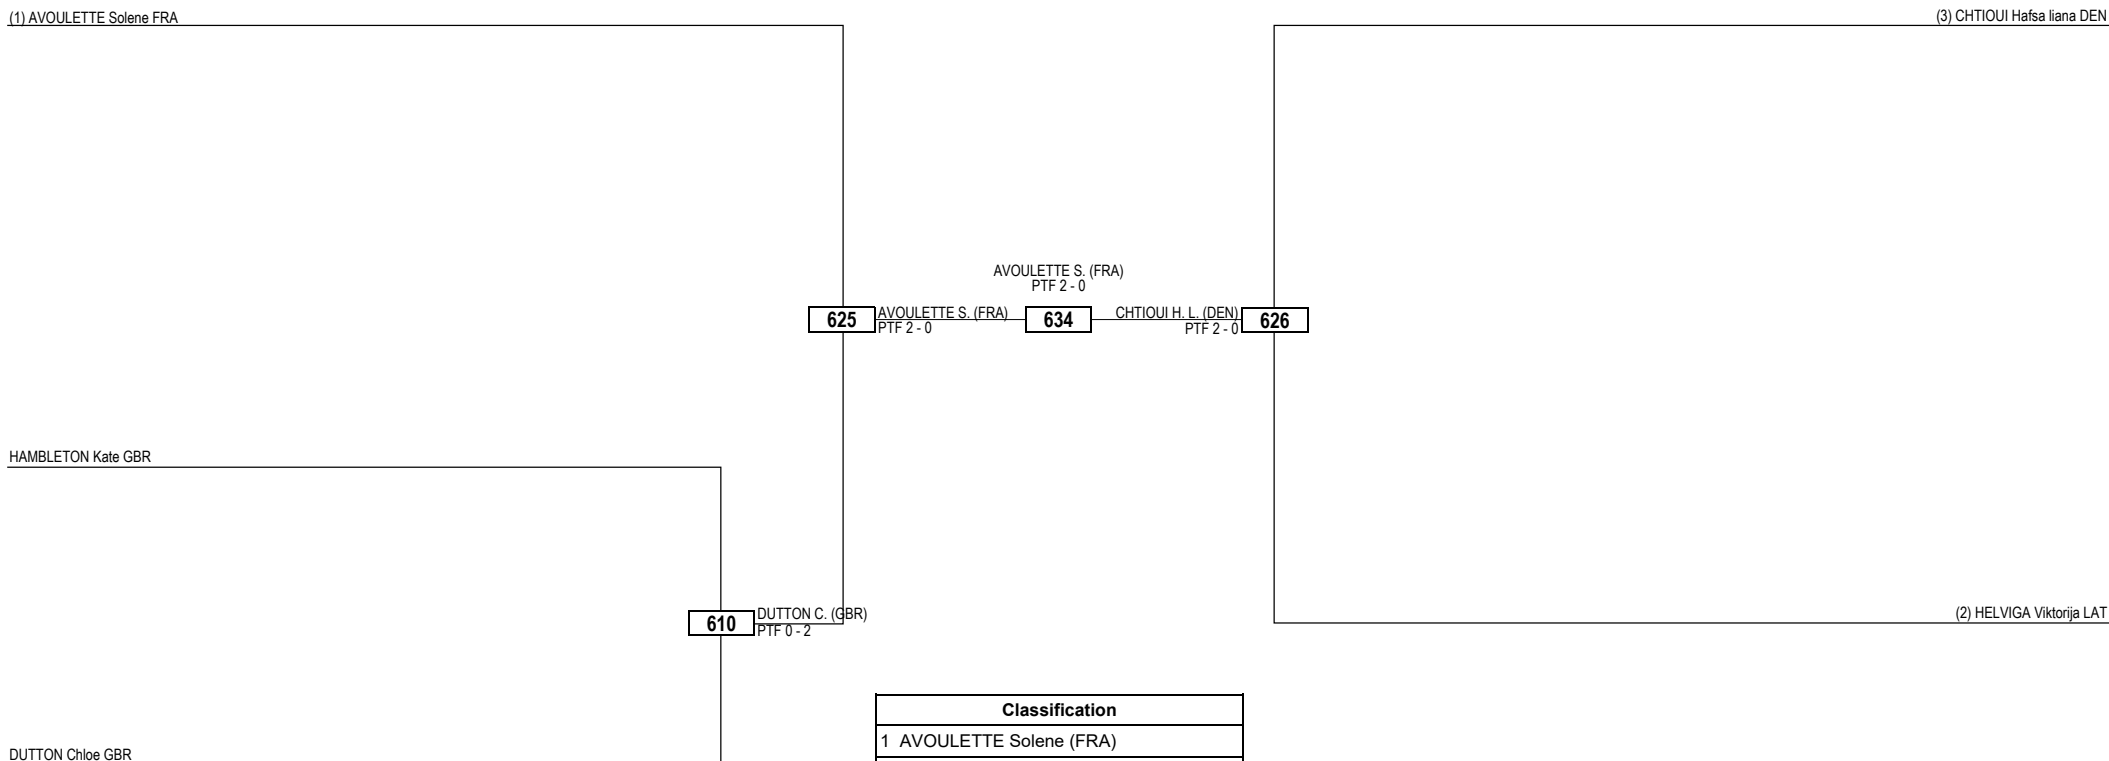 (1) AVOULETTE Solene FRA
(3) CHTIOUI Hafsa liana DEN
AVOULETTE S. (FRA)
PTF 2 - 0
625
AVOULETTE S. (FRA)
PTF 2 - 0
634
CHTIOUI H. L. (DEN)
PTF 2 - 0
626
HAMBLETON Kate GBR
610
DUTTON C. (GBR)
PTF 0 - 2
(2) HELVIGA Viktorija LAT
Classification
1 AVOULETTE Solene (FRA)
DUTTON Chloe GBR